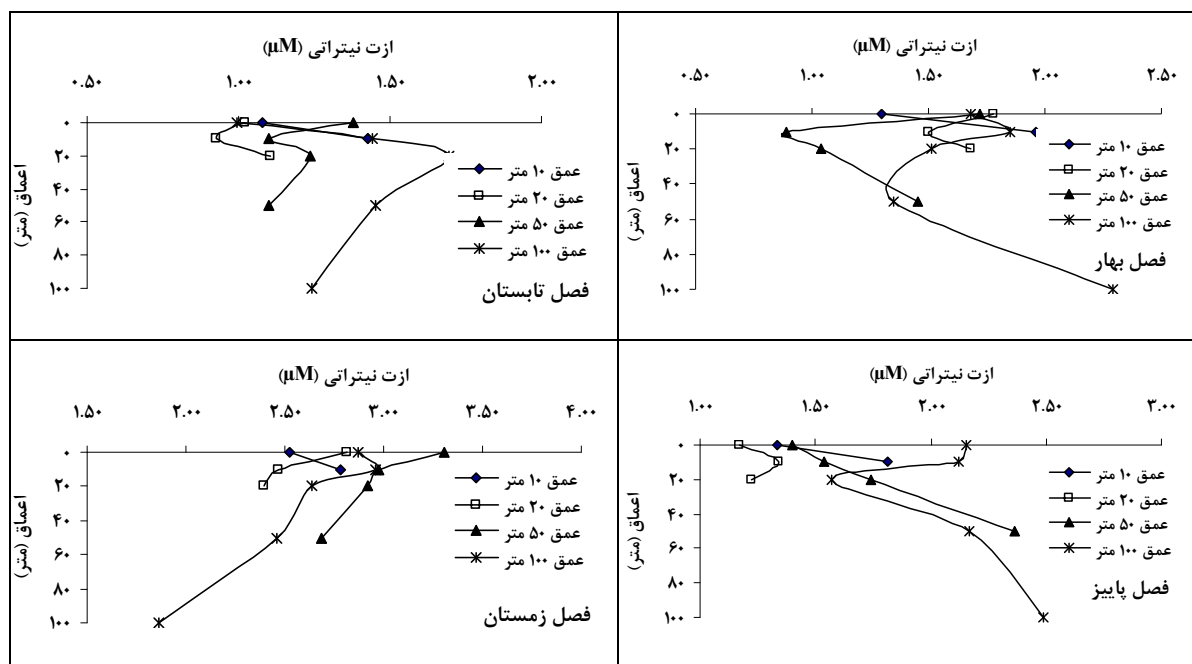 ازت نیتراتی (µM)
۰.۵۰ ۱.۰۰ ۱.۵۰ ۲.۰۰ ۲.۵۰
۰
۲۰
۴۰
۶۰
۸۰
۱۰۰
اعماق (متر)
عمق ۱۰ متر
عمق ۲۰ متر
عمق ۵۰ متر
عمق ۱۰۰ متر
فصل بهار
ازت نیتراتی (µM)
۰.۵۰ ۱.۰۰ ۱.۵۰ ۲.۰۰
۰
۲۰
۴۰
۶۰
۸۰
۱۰۰
اعماق (متر)
عمق ۱۰ متر
عمق ۲۰ متر
عمق ۵۰ متر
عمق ۱۰۰ متر
فصل تابستان
ازت نیتراتی (µM)
۱.۰۰ ۱.۵۰ ۲.۰۰ ۲.۵۰ ۳.۰۰
۰
۲۰
۴۰
۶۰
۸۰
۱۰۰
اعماق (متر)
عمق ۱۰ متر
عمق ۲۰ متر
عمق ۵۰ متر
عمق ۱۰۰ متر
فصل پاییز
ازت نیتراتی (µM)
۱.۵۰ ۲.۰۰ ۲.۵۰ ۳.۰۰ ۳.۵۰ ۴.۰۰
۰
۲۰
۴۰
۶۰
۸۰
۱۰۰
اعماق (متر)
عمق ۱۰ متر
عمق ۲۰ متر
عمق ۵۰ متر
عمق ۱۰۰ متر
فصل زمستان